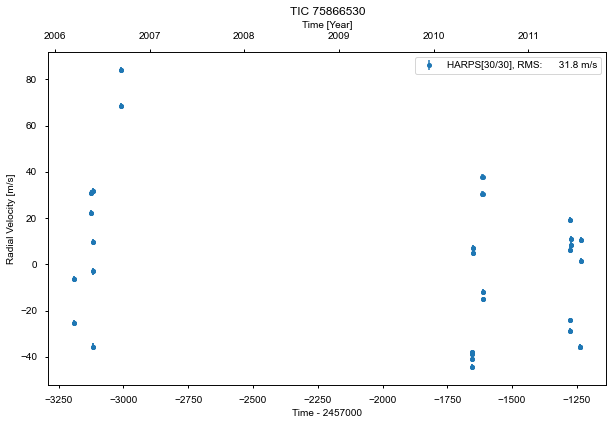 TIC 75866530
Time [Year]
2006 2007 2008 2009 2010 2011
HARPS[30/30], RMS: 31.8 m/s
80
60
40
20
0
−20
−40
Radial Velocity [m/s]
−3250 −3000 −2750 −2500 −2250 −2000 −1750 −1500 −1250
Time - 2457000